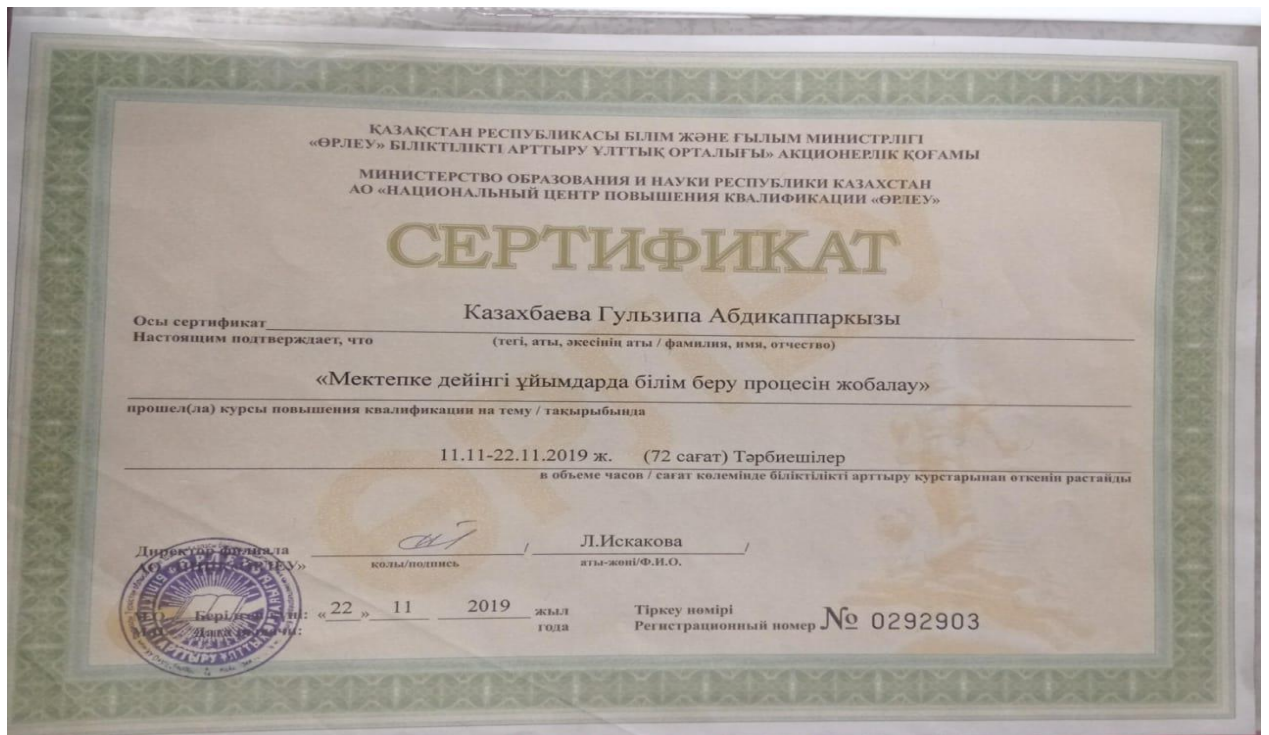 ҚАЗАҚСТАН РЕСПУБЛИКАСЫ БІЛІМ ЖӘНЕ ҒЫЛЫМ МИНИСТРЛІГІ
«ӨРЛЕУ» БІЛІКТІЛІКТІ АРТТЫРУ ҰЛТТЫҚ ОРТАЛЫҒЫ» АКЦИОНЕРЛІК ҚОҒАМЫ
МИНИСТЕРСТВО ОБРАЗОВАНИЯ И НАУКИ РЕСПУБЛИКИ КАЗАХСТАН
АО «НАЦИОНАЛЬНЫЙ ЦЕНТР ПОВЫШЕНИЯ КВАЛИФИКАЦИИ «ӨРЛЕУ»
СЕРТИФИКАТ
Осы сертификат Казахбаева Гульзипа Абдикаппаркызы
Настоящим подтверждает, что (тегі, аты, әкесінің аты / фамилия, имя, отчество)
«Мектепке дейінгі ұйымдарда білім беру процесін жобалау»
прошел(ла) курсы повышения квалификации на тему / тақырыбында
11.11-22.11.2019 ж. (72 сағат) Тәрбиешілер
в объеме часов / сағат көлемінде біліктілікті арттыру курстарынан өткенін растайды
Директор филиала / Л.Искакова /
«ӨРЛЕУ» қолы/подпись аты-жөні/Ф.И.О.
«22» 11 2019 жыл Тіркеу нөмірі
года Регистрационный номер № 0292903